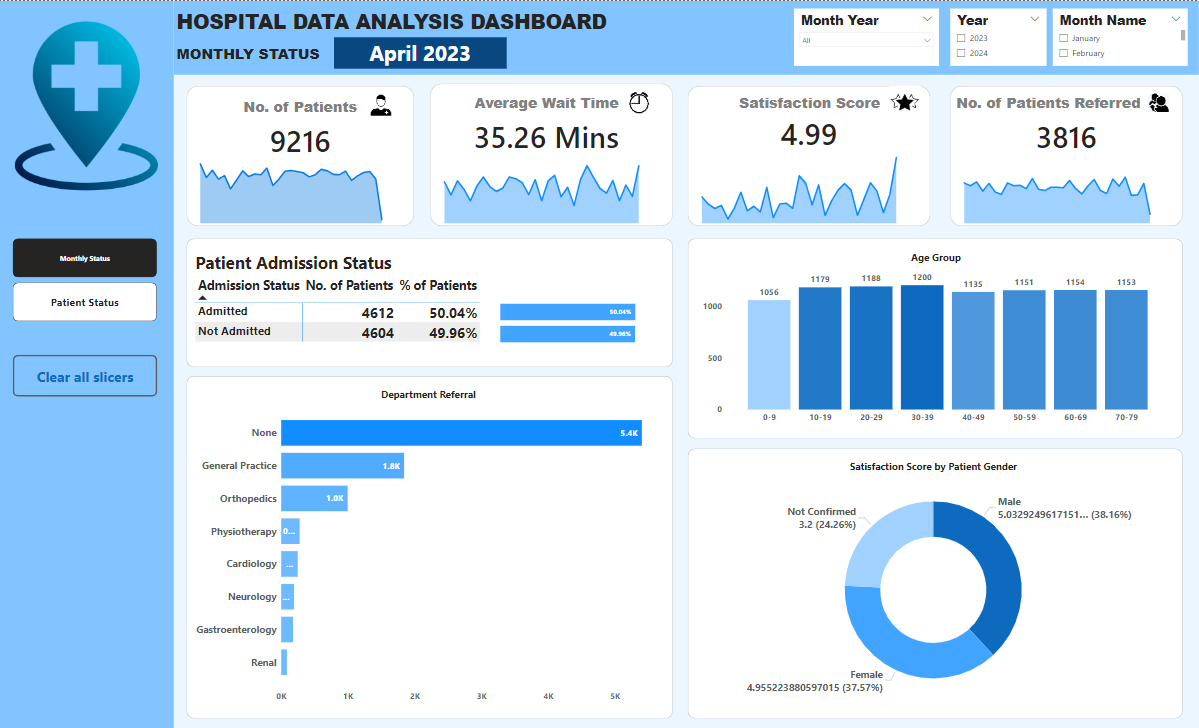 HOSPITAL DATA ANALYSIS DASHBOARD
MONTHLY STATUS
April 2023
Month Year
All
Year
2023
2024
Month Name
January
February
Monthly Status
Patient Status
Clear all slicers
No. of Patients
9216
Average Wait Time
35.26 Mins
Satisfaction Score
4.99
No. of Patients Referred
3816
Patient Admission Status
Admission Status No. of Patients % of Patients
Admitted 4612 50.04% 50.04%
Not Admitted 4604 49.96% 49.96%
Department Referral
None 5.4K
General Practice 1.8K
Orthopedics 1.0K
Physiotherapy 0...
Cardiology ...
Neurology ...
Gastroenterology
Renal
0K 1K 2K 3K 4K 5K
Age Group
1056 1179 1188 1200 1135 1151 1154 1153
1000
500
0
0-9 10-19 20-29 30-39 40-49 50-59 60-69 70-79
Satisfaction Score by Patient Gender
Male
5.0329249617151... (38.16%)
Not Confirmed
3.2 (24.26%)
Female
4.955223880597015 (37.57%)